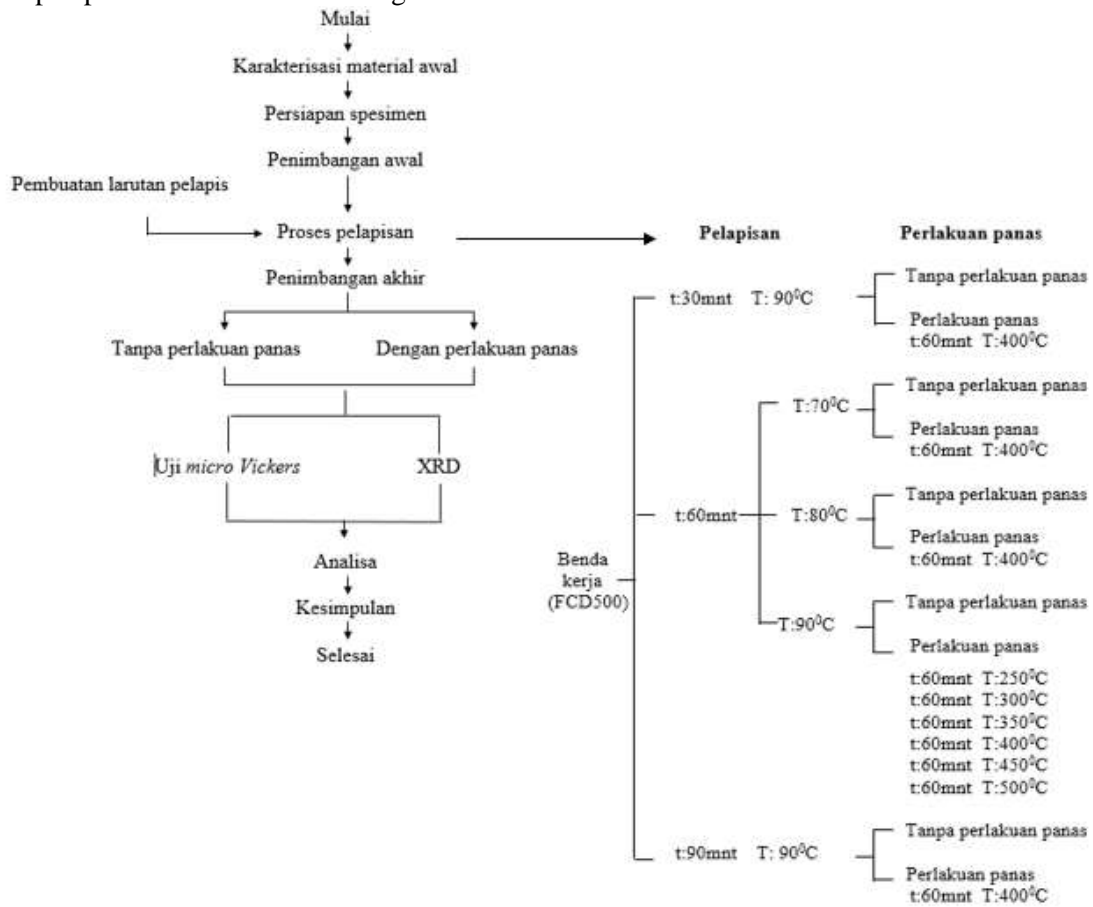 Mulai
Karakterisasi material awal
Persiapan spesimen
Penimbangan awal
Pembuatan larutan pelapis
Proses pelapisan
Penimbangan akhir
Tanpa perlakuan panas
Dengan perlakuan panas
Uji micro Vickers
XRD
Analisa
Kesimpulan
Selesai
Pelapisan
Perlakuan panas
Benda
kerja
(FCD500)
t:30mnt T: 90⁰C
Tanpa perlakuan panas
Perlakuan panas
t:60mnt T:400⁰C
t:60mnt
T:70⁰C
Tanpa perlakuan panas
Perlakuan panas
t:60mnt T:400⁰C
T:80⁰C
Tanpa perlakuan panas
Perlakuan panas
t:60mnt T:400⁰C
T:90⁰C
Tanpa perlakuan panas
Perlakuan panas
t:60mnt T:250⁰C
t:60mnt T:300⁰C
t:60mnt T:350⁰C
t:60mnt T:400⁰C
t:60mnt T:450⁰C
t:60mnt T:500⁰C
t:90mnt T: 90⁰C
Tanpa perlakuan panas
Perlakuan panas
t:60mnt T:400⁰C